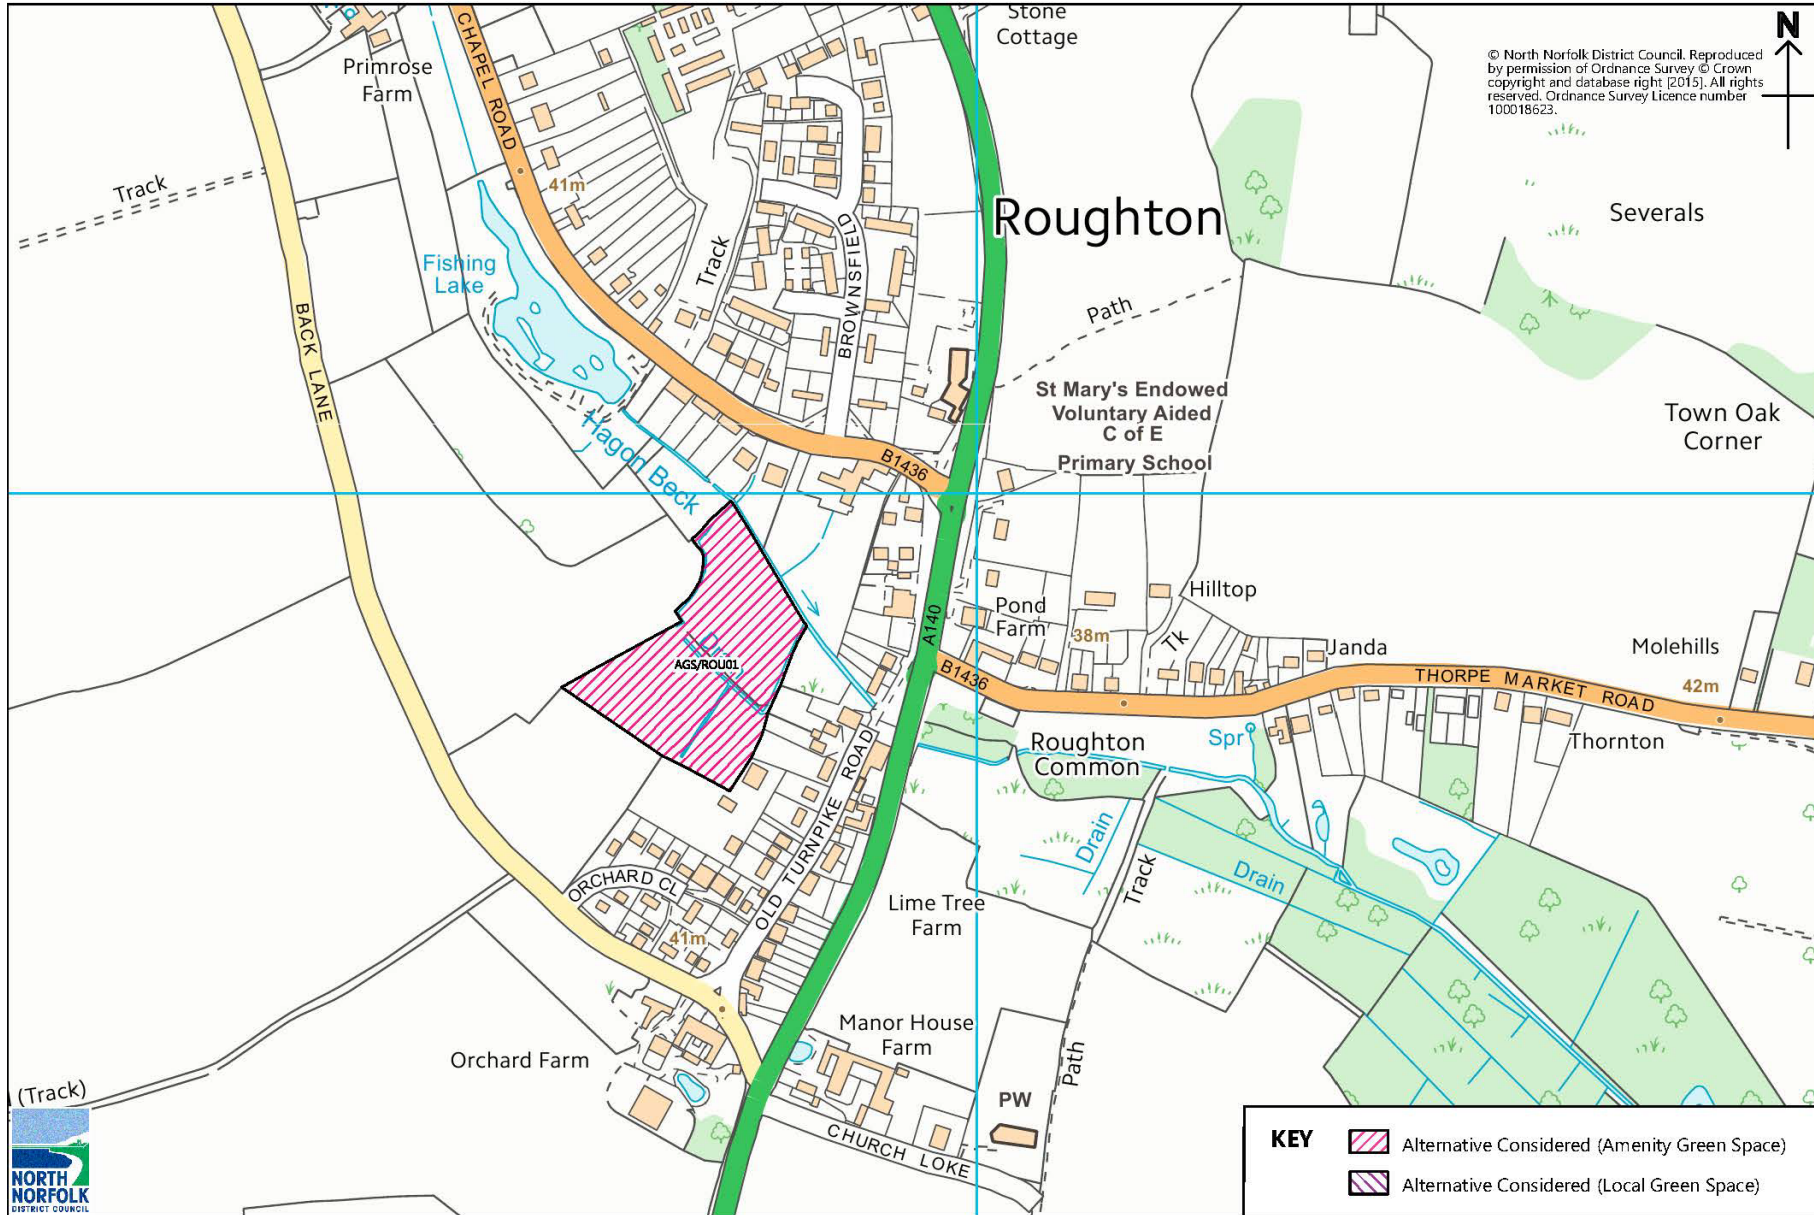 Stone
Cottage
N
© North Norfolk District Council. Reproduced
by permission of Ordnance Survey © Crown
copyright and database right [2015]. All rights
reserved. Ordnance Survey Licence number
100018623.
Primrose
Farm
CHAPEL ROAD
Track
41m
Roughton
Severals
Fishing
Lake
Track
BROWNSFIELD
Path
BACK LANE
St Mary's Endowed
Voluntary Aided
C of E
Primary School
Town Oak
Corner
Hagon Beck
B1436
Hilltop
Pond
Farm
A140
38m
Tk
Janda
Molehills
AGS/ROU01
B1436
THORPE MARKET ROAD
42m
Roughton
Common
Spr
Thornton
OLD TURNPIKE ROAD
Drain
Drain
Track
ORCHARD CL
Lime Tree
Farm
41m
Manor House
Farm
Orchard Farm
Path
(Track)
PW
CHURCH LOKE
KEY
Alternative Considered (Amenity Green Space)
Alternative Considered (Local Green Space)
NORTH
NORFOLK
DISTRICT COUNCIL